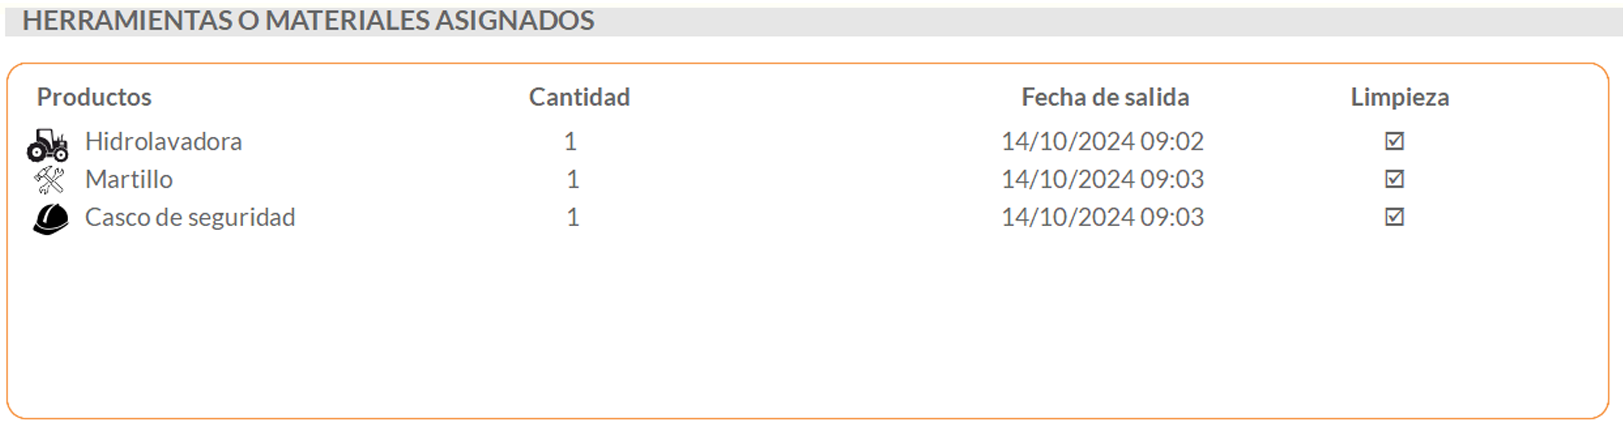 HERRAMIENTAS O MATERIALES ASIGNADOS
Productos Cantidad Fecha de salida Limpieza
Hidrolavadora 1 14/10/2024 09:02 ☑
Martillo 1 14/10/2024 09:03 ☑
Casco de seguridad 1 14/10/2024 09:03 ☑